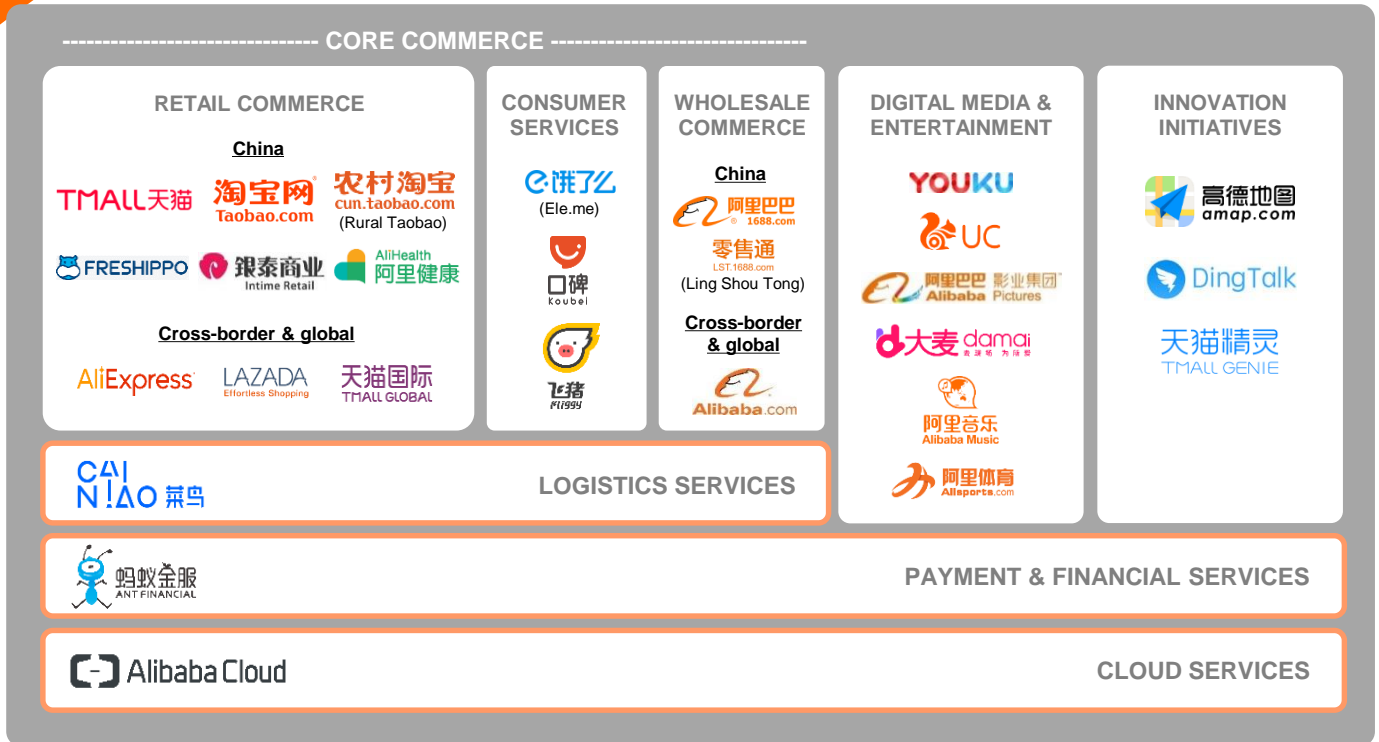 -------------------------------- CORE COMMERCE --------------------------------
RETAIL COMMERCE
China
TMALL天猫
淘宝网
Taobao.com
农村淘宝
cun.taobao.com
(Rural Taobao)
FRESHIPPO
銀泰商业
Intime Retail
AliHealth
阿里健康
Cross-border & global
AliExpress
LAZADA
Effortless Shopping
天猫国际
TMALL GLOBAL
CONSUMER
SERVICES
饿了么
(Ele.me)
口碑
Koubei
飞猪
Fliggy
WHOLESALE
COMMERCE
China
阿里巴巴
1688.com
零售通
LST.1688.com
(Ling Shou Tong)
Cross-border
& global
Alibaba.com
DIGITAL MEDIA &
ENTERTAINMENT
YOUKU
UC
阿里巴巴 影业集团
Alibaba Pictures
大麦 damai
阿里音乐
Alibaba Music
阿里体育
Alisports.com
INNOVATION
INITIATIVES
高德地图
amap.com
DingTalk
天猫精灵
TMALL GENIE
CAI
NIAO 菜鸟
LOGISTICS SERVICES
蚂蚁金服
ANT FINANCIAL
PAYMENT & FINANCIAL SERVICES
Alibaba Cloud
CLOUD SERVICES